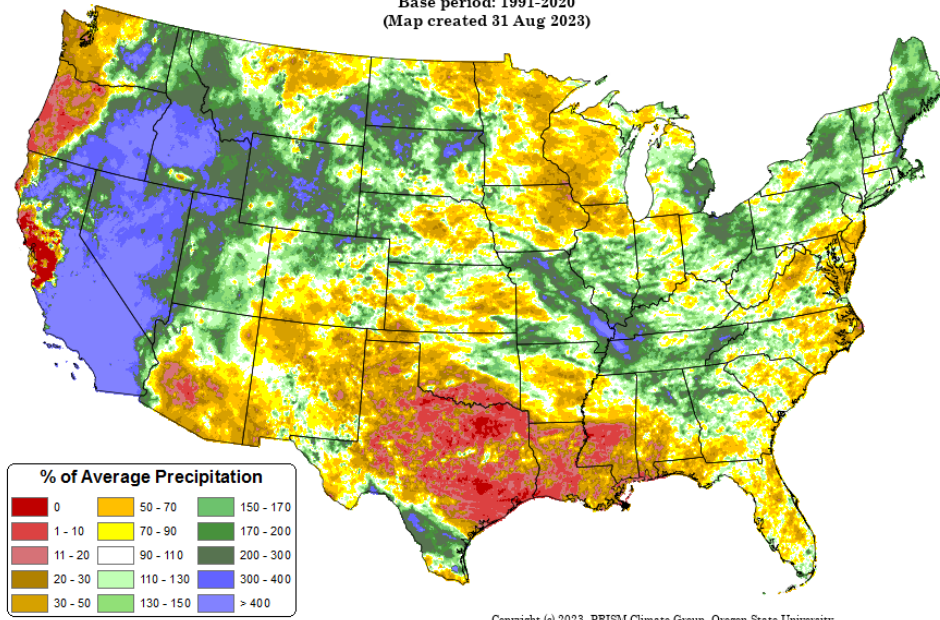 Base period: 1991-2020
(Map created 31 Aug 2023)
% of Average Precipitation
0
50 - 70
150 - 170
1 - 10
70 - 90
170 - 200
11 - 20
90 - 110
200 - 300
20 - 30
110 - 130
300 - 400
30 - 50
130 - 150
> 400
Copyright (c) 2023, PRISM Climate Group, Oregon State University